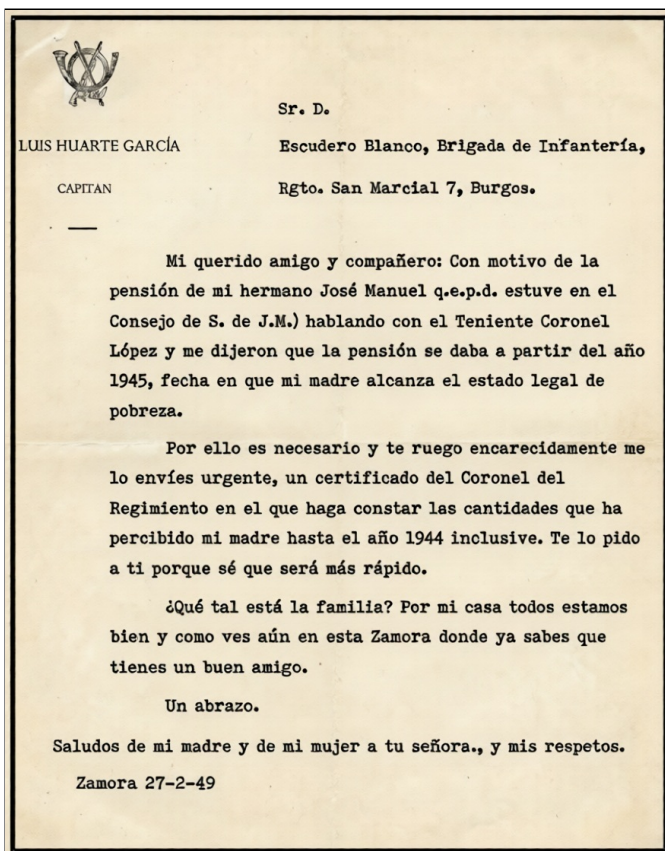 Sr. D.
LUIS HUARTE GARCÍA
CAPITAN
Escudero Blanco, Brigada de Infantería,
Rgto. San Marcial 7, Burgos.
Mi querido amigo y compañero: Con motivo de la
pensión de mi hermano José Manuel q.e.p.d. estuve en el
Consejo de S. de J.M.) hablando con el Teniente Coronel
López y me dijeron que la pensión se daba a partir del año
1945, fecha en que mi madre alcanza el estado legal de
pobreza.
Por ello es necesario y te ruego encarecidamente me
lo envíes urgente, un certificado del Coronel del
Regimiento en el que haga constar las cantidades que ha
percibido mi madre hasta el año 1944 inclusive. Te lo pido
a ti porque sé que será más rápido.
¿Qué tal está la familia? Por mi casa todos estamos
bien y como ves aún en esta Zamora donde ya sabes que
tienes un buen amigo.
Un abrazo.
Saludos de mi madre y de mi mujer a tu señora., y mis respetos.
Zamora 27-2-49